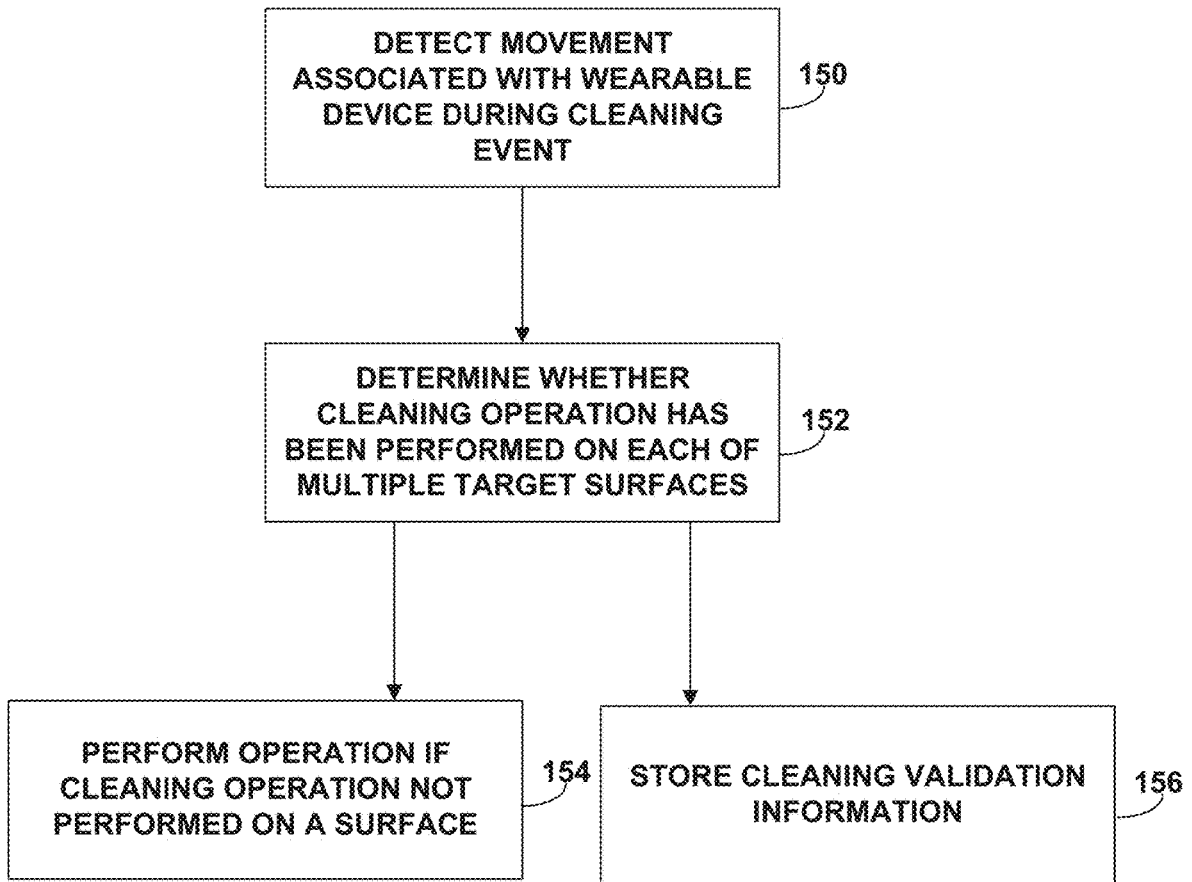 DETECT MOVEMENT
ASSOCIATED WITH WEARABLE
DEVICE DURING CLEANING
EVENT
150
DETERMINE WHETHER
CLEANING OPERATION HAS
BEEN PERFORMED ON EACH OF
MULTIPLE TARGET SURFACES
152
PERFORM OPERATION IF
CLEANING OPERATION NOT
PERFORMED ON A SURFACE
154
STORE CLEANING VALIDATION
INFORMATION
156